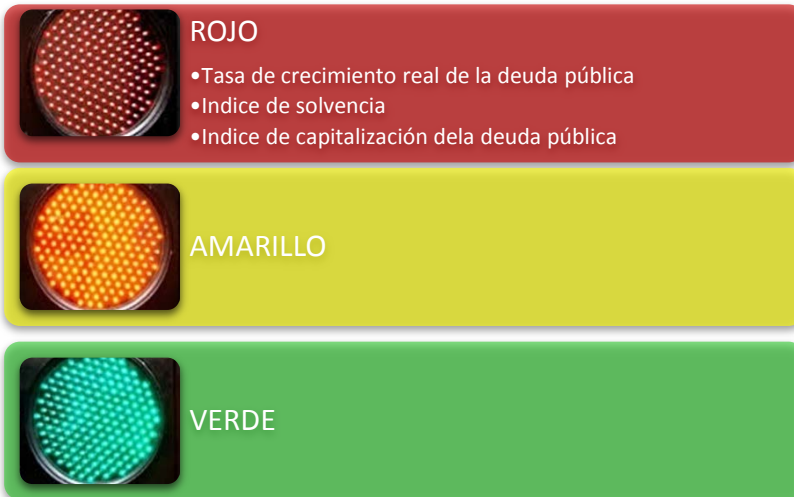 ROJO
•Tasa de crecimiento real de la deuda pública
•Indice de solvencia
•Indice de capitalización dela deuda pública
AMARILLO
VERDE